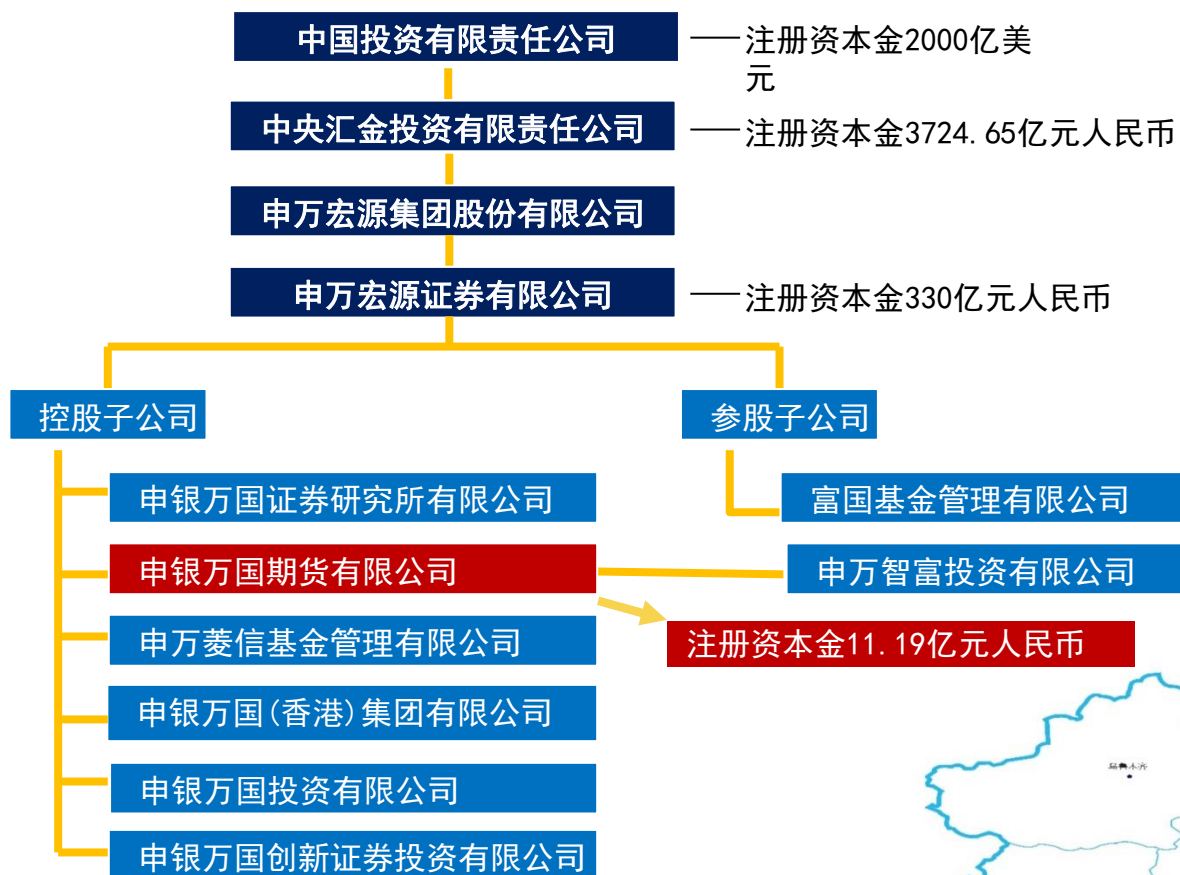 中国投资有限责任公司
注册资本金2000亿美
元
中央汇金投资有限责任公司
注册资本金3724.65亿元人民币
申万宏源集团股份有限公司
申万宏源证券有限公司
注册资本金330亿元人民币
控股子公司
参股子公司
申银万国证券研究所有限公司
富国基金管理有限公司
申银万国期货有限公司
申万智富投资有限公司
申万菱信基金管理有限公司
注册资本金11.19亿元人民币
申银万国(香港)集团有限公司
乌鲁木齐
申银万国投资有限公司
申银万国创新证券投资有限公司